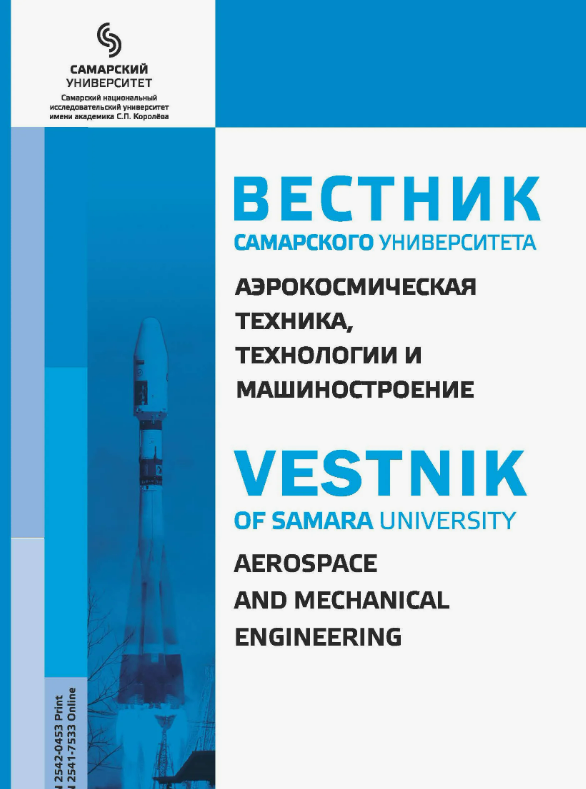 САМАРСКИЙ
УНИВЕРСИТЕТ
Самарский национальный
исследовательский университет
имени академика С.П. Королёва
ВЕСТНИК
САМАРСКОГО УНИВЕРСИТЕТА
АЭРОКОСМИЧЕСКАЯ
ТЕХНИКА,
ТЕХНОЛОГИИ И
МАШИНОСТРОЕНИЕ
VESTNIK
OF SAMARA UNIVERSITY
AEROSPACE
AND MECHANICAL
ENGINEERING
N 2542-0453 Print
N 2541-7533 Online